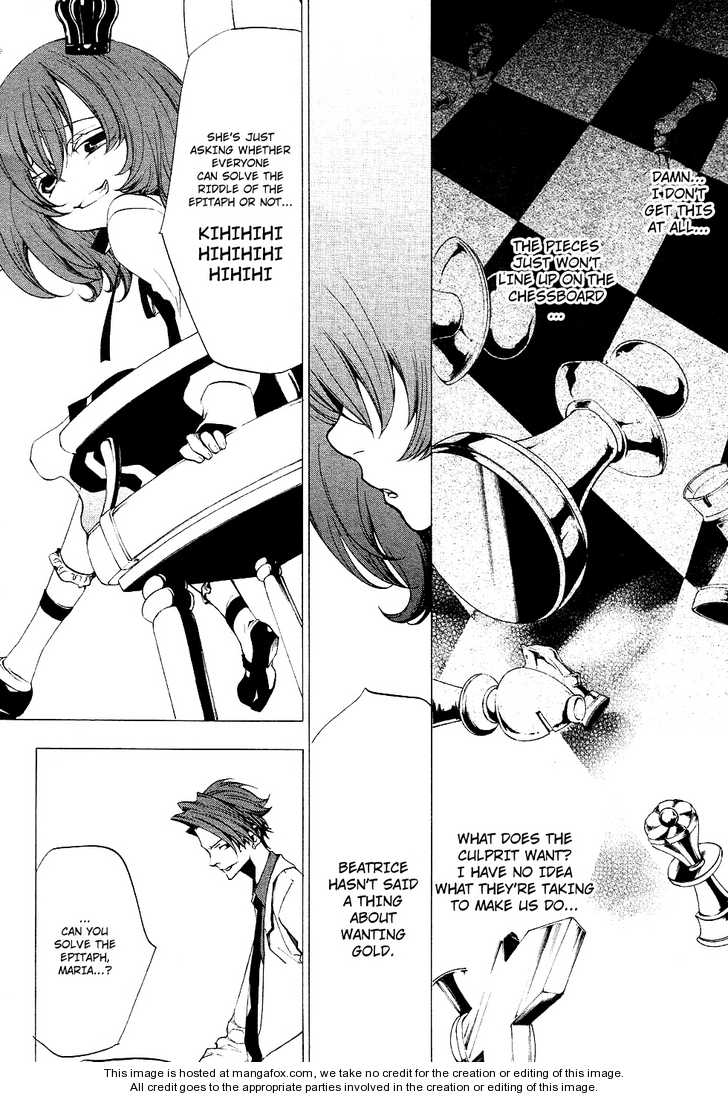 DAMN...
I DON'T
GET THIS
AT ALL...
THE PIECES
JUST WON'T
LINE UP ON THE
CHESSBOARD
...
WHAT DOES THE
CULPRIT WANT?
I HAVE NO IDEA
WHAT THEY'RE TAKING
TO MAKE US DO...
BEATRICE
HASN'T SAID
A THING
ABOUT
WANTING
GOLD.
SHE'S JUST
ASKING WHETHER
EVERYONE
CAN SOLVE THE
RIDDLE OF THE
EPITAPH OR NOT...
KIHIHIHI
HIHIHIHI
HIHIHI
...
CAN YOU
SOLVE THE
EPITAPH,
MARIA...?
This image is hosted at mangafox.com, we take no credit for the creation or editing of this image.
All credit goes to the appropriate parties involved in the creation or editing of this image.